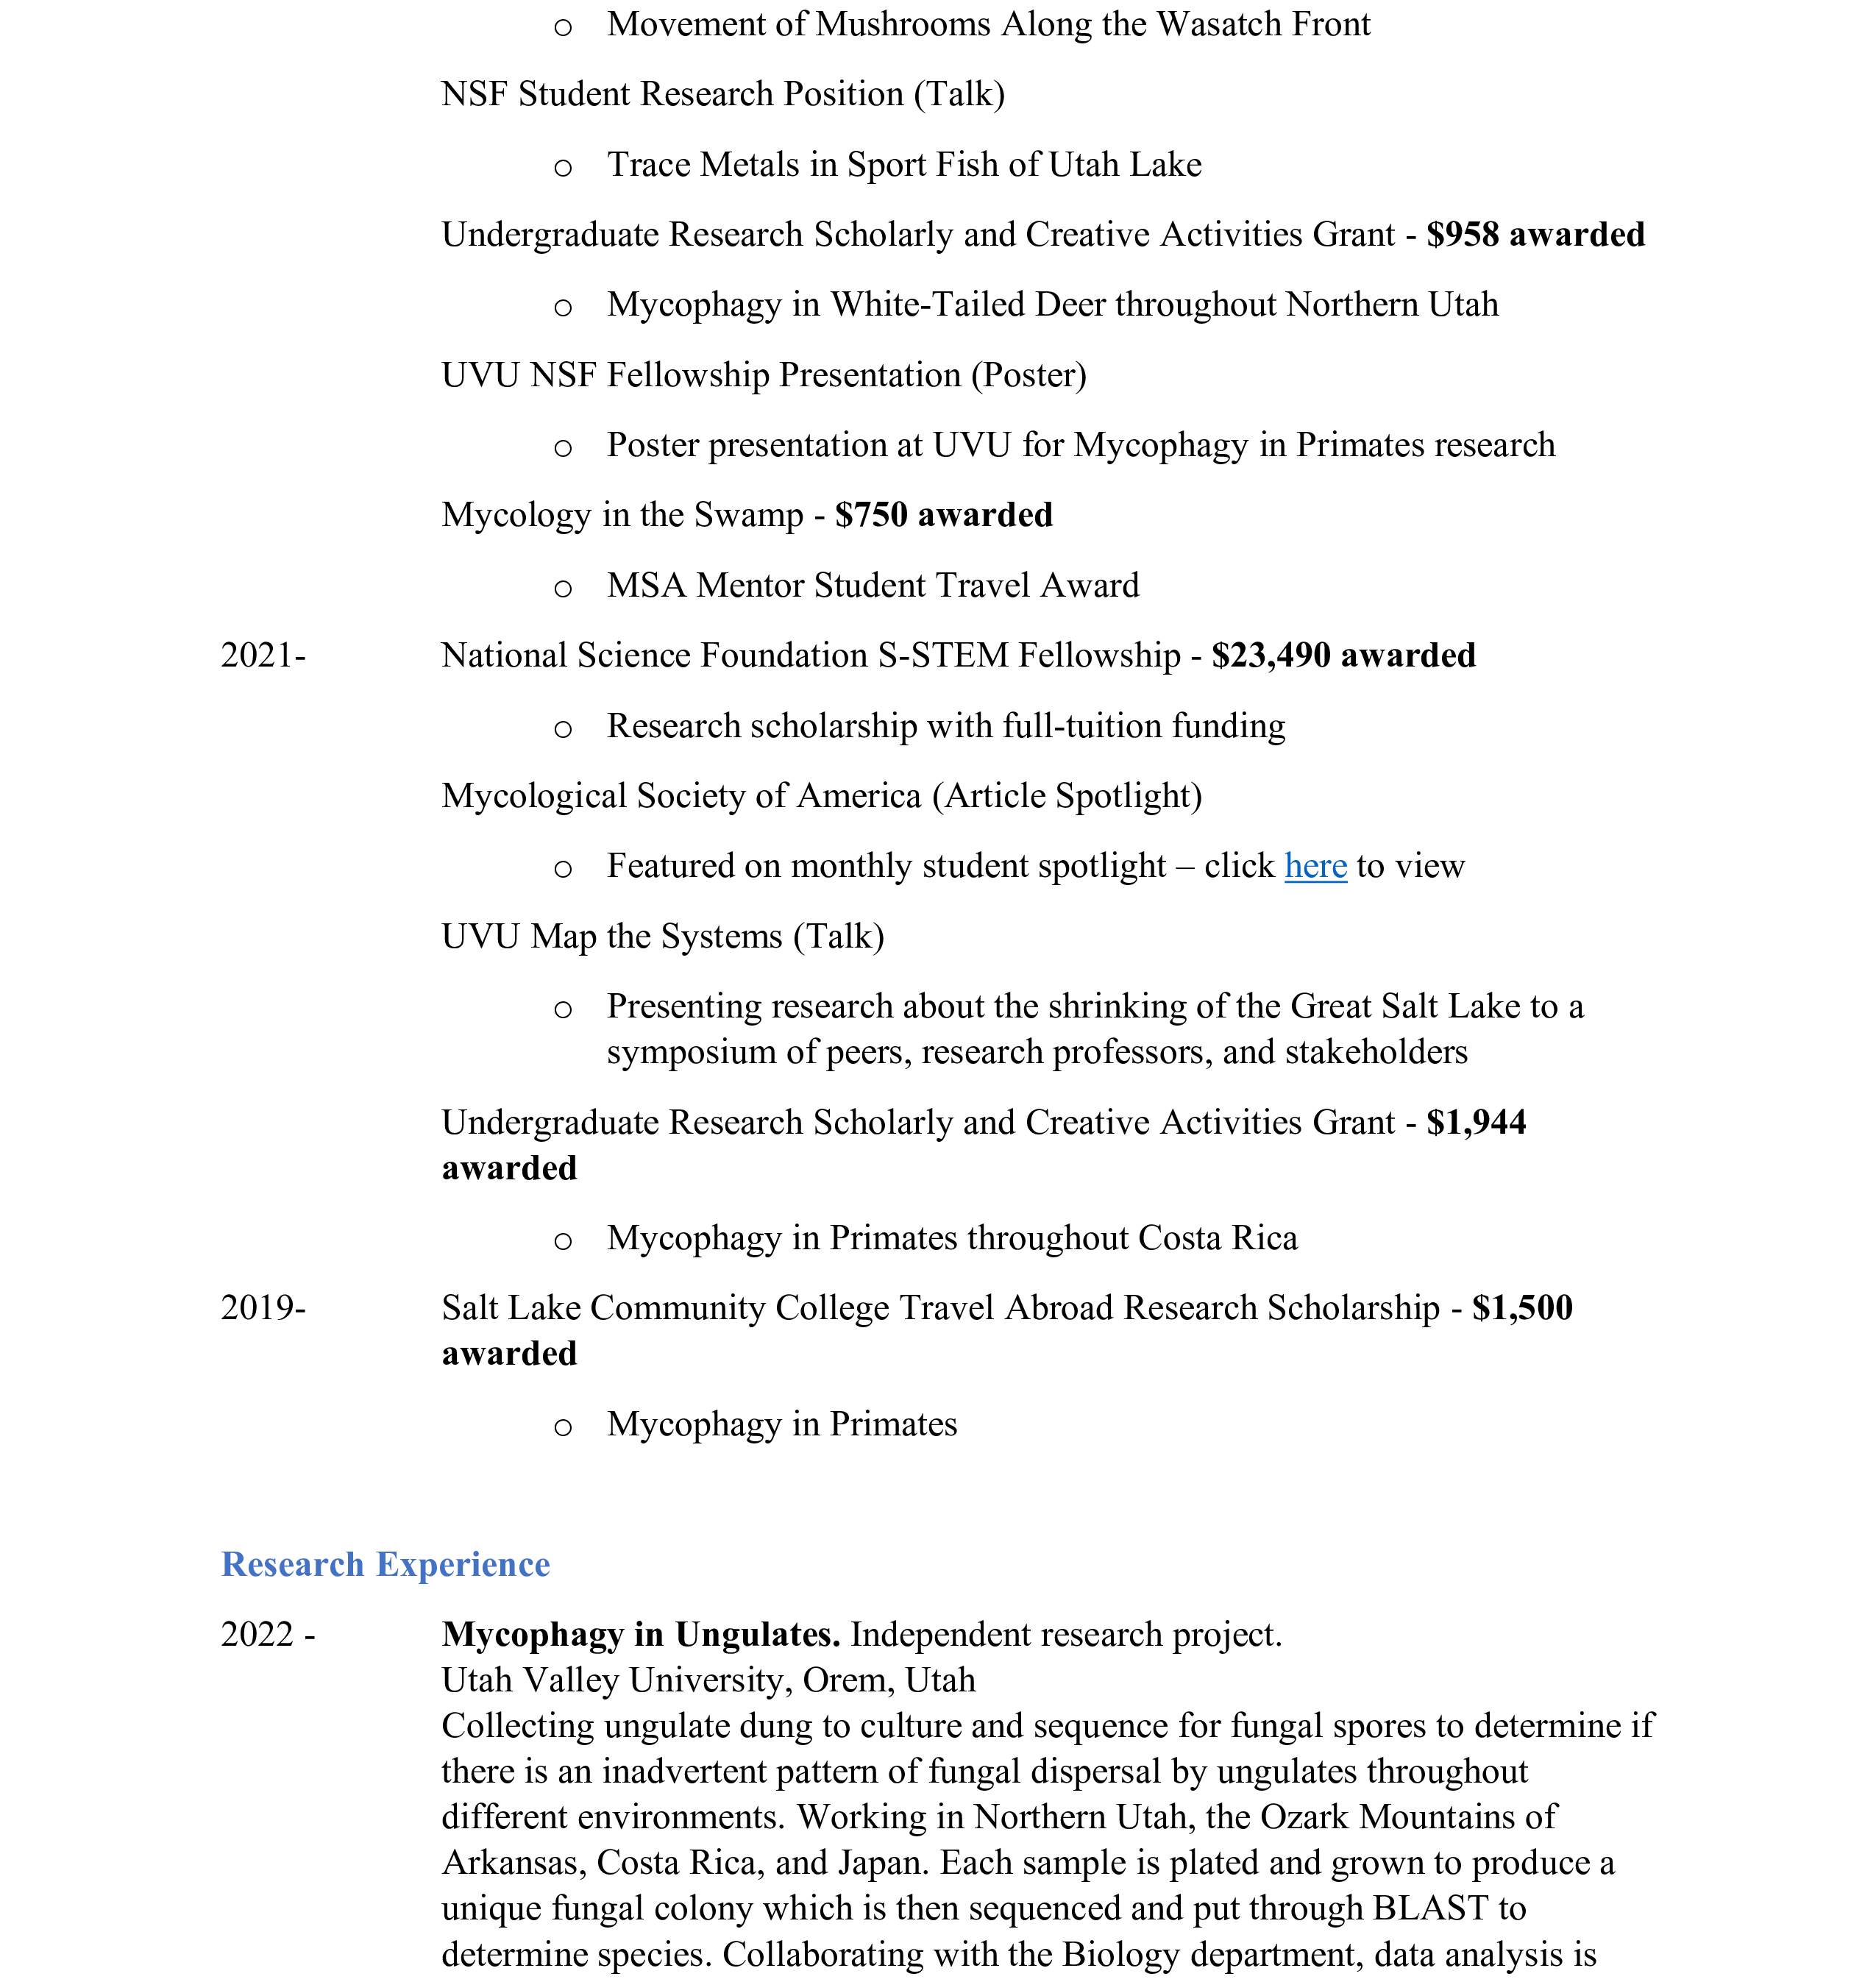 o Movement of Mushrooms Along the Wasatch Front
NSF Student Research Position (Talk)
o Trace Metals in Sport Fish of Utah Lake
Undergraduate Research Scholarly and Creative Activities Grant - $958 awarded
o Mycophagy in White-Tailed Deer throughout Northern Utah
UVU NSF Fellowship Presentation (Poster)
o Poster presentation at UVU for Mycophagy in Primates research
Mycology in the Swamp - $750 awarded
o MSA Mentor Student Travel Award
2021- National Science Foundation S-STEM Fellowship - $23,490 awarded
o Research scholarship with full-tuition funding
Mycological Society of America (Article Spotlight)
o Featured on monthly student spotlight – click here to view
UVU Map the Systems (Talk)
o Presenting research about the shrinking of the Great Salt Lake to a
symposium of peers, research professors, and stakeholders
Undergraduate Research Scholarly and Creative Activities Grant - $1,944
awarded
o Mycophagy in Primates throughout Costa Rica
2019- Salt Lake Community College Travel Abroad Research Scholarship - $1,500
awarded
o Mycophagy in Primates
Research Experience
2022 - Mycophagy in Ungulates. Independent research project.
Utah Valley University, Orem, Utah
Collecting ungulate dung to culture and sequence for fungal spores to determine if
there is an inadvertent pattern of fungal dispersal by ungulates throughout
different environments. Working in Northern Utah, the Ozark Mountains of
Arkansas, Costa Rica, and Japan. Each sample is plated and grown to produce a
unique fungal colony which is then sequenced and put through BLAST to
determine species. Collaborating with the Biology department, data analysis is